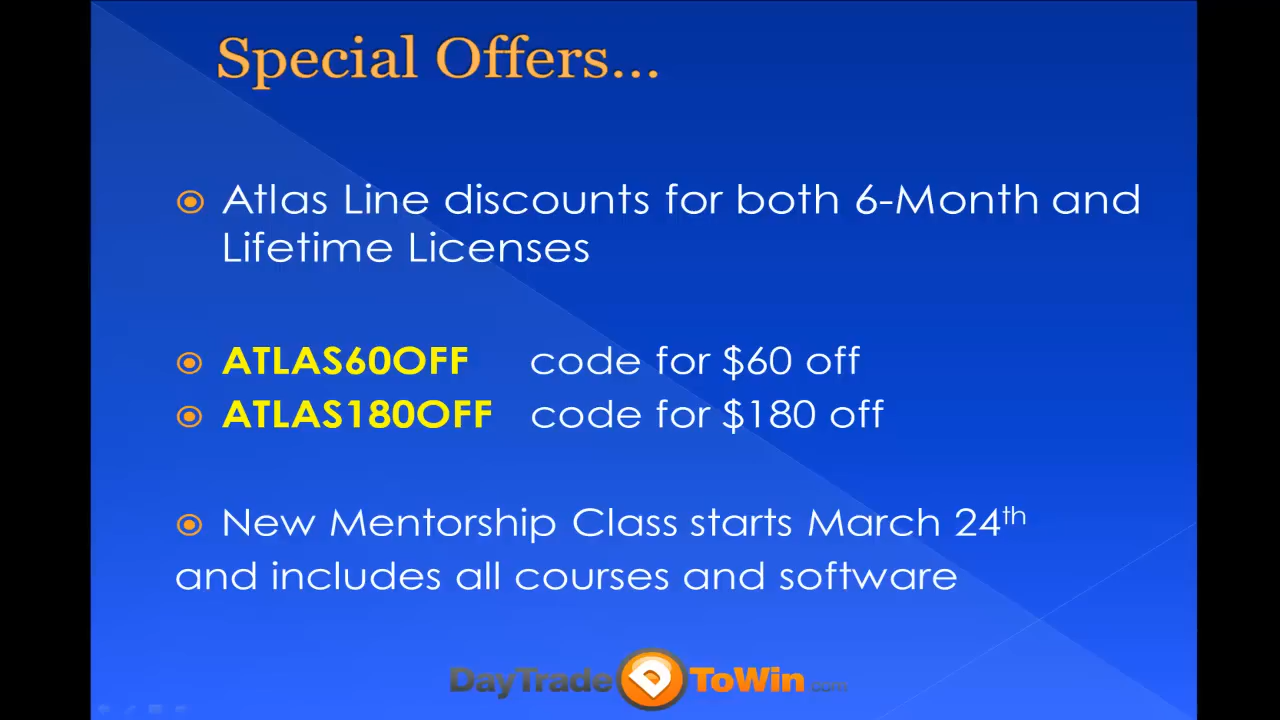 Special Offers...
Atlas Line discounts for both 6-Month and
Lifetime Licenses
ATLAS60OFF code for $60 off
ATLAS180OFF code for $180 off
New Mentorship Class starts March 24th
and includes all courses and software
DayTradeToWin.com